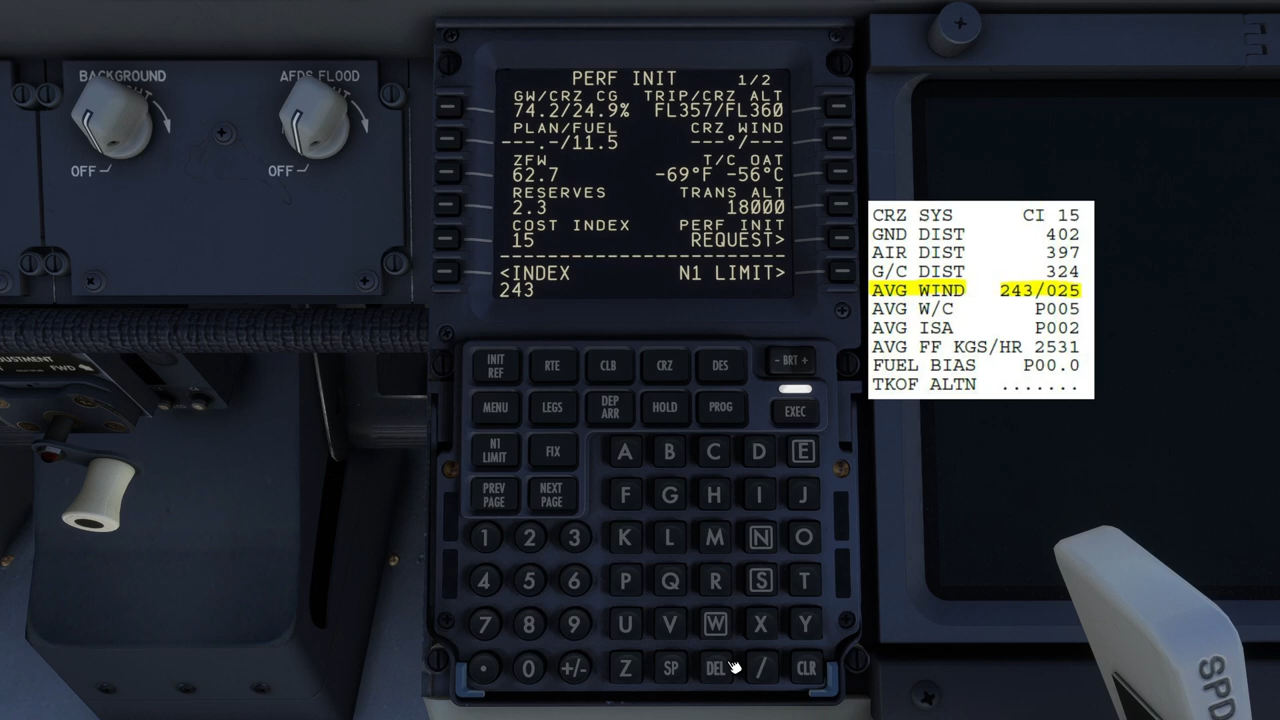 BACKGROUND
AFDS FLOOD
OFF
OFF
PERF INIT 1/2
GW/CRZ CG TRIP/CRZ ALT
74.2/24.9% FL357/FL360
PLAN/FUEL CRZ WIND
---.-/11.5 ---°/---
ZFW T/C OAT
62.7 -69°F -56°C
RESERVES TRANS ALT
2.3 18000
COST INDEX PERF INIT
15 REQUEST>
------------------------
<INDEX N1 LIMIT>
243
CRZ SYS CI 15
GND DIST 402
AIR DIST 397
G/C DIST 324
AVG WIND 243/025
AVG W/C P005
AVG ISA P002
AVG FF KGS/HR 2531
FUEL BIAS P00.0
TKOF ALTN .......
INIT REF RTE CLB CRZ DES - BRT +
MENU LEGS DEP ARR HOLD PROG EXEC
N1 LIMIT FIX A B C D E
PREV PAGE NEXT PAGE F G H I J
1 2 3 K L M N O
4 5 6 P Q R S T
7 8 9 U V W X Y
. 0 +/- Z SP DEL / CLR
FWD
SPD